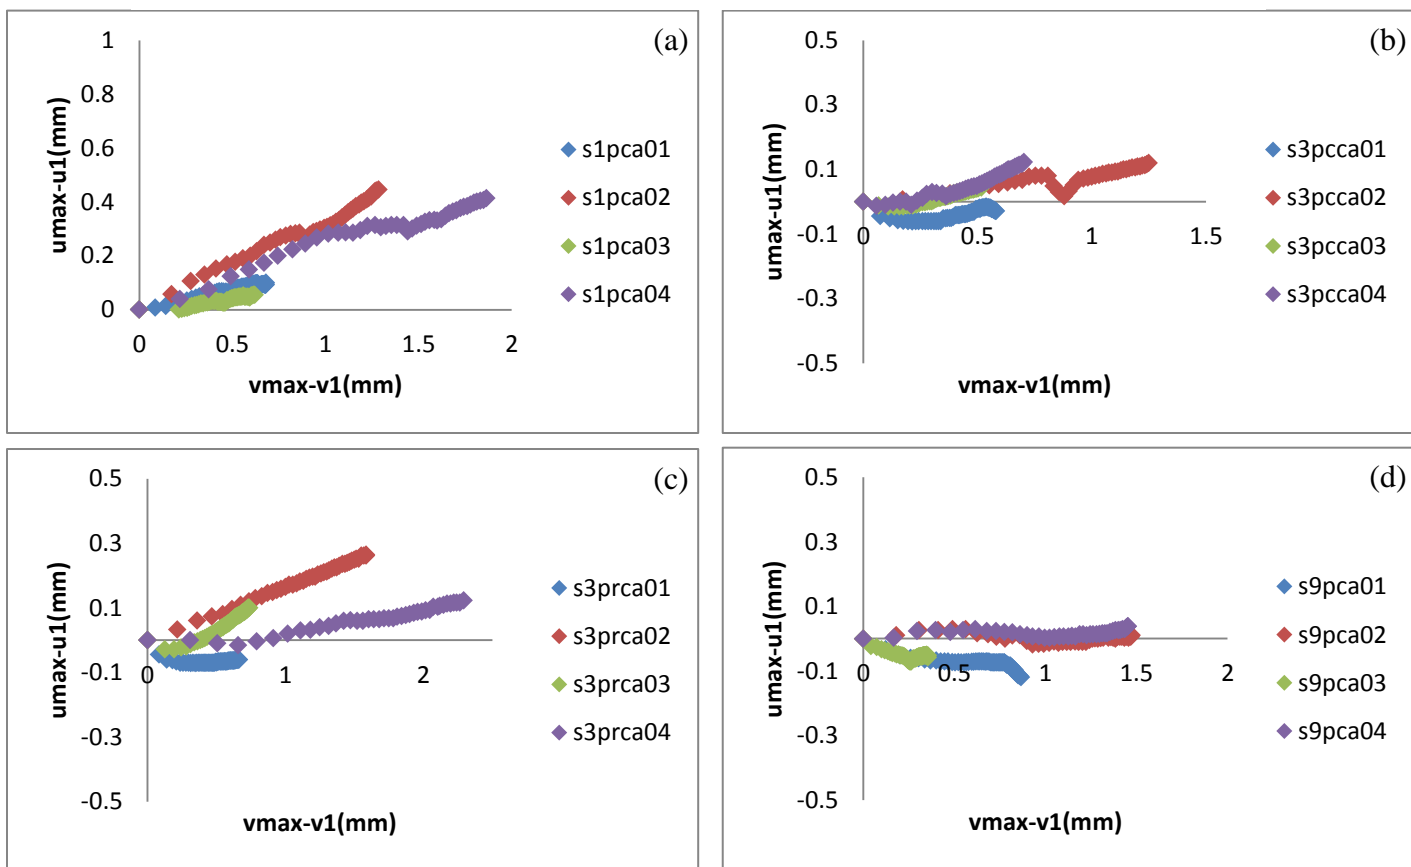 (a)
1
0.8
0.6
0.4
0.2
0
0 0.5 1 1.5 2
umax-u1(mm)
vmax-v1(mm)
s1pca01
s1pca02
s1pca03
s1pca04
(b)
0.5
0.3
0.1
-0.1
-0.3
-0.5
0 0.5 1 1.5
umax-u1(mm)
vmax-v1(mm)
s3pcca01
s3pcca02
s3pcca03
s3pcca04
(c)
0.5
0.3
0.1
-0.1
-0.3
-0.5
0 1 2
umax-u1(mm)
vmax-v1(mm)
s3prca01
s3prca02
s3prca03
s3prca04
(d)
0.5
0.3
0.1
-0.1
-0.3
-0.5
0 0.5 1 1.5 2
umax-u1(mm)
vmax-v1(mm)
s9pca01
s9pca02
s9pca03
s9pca04